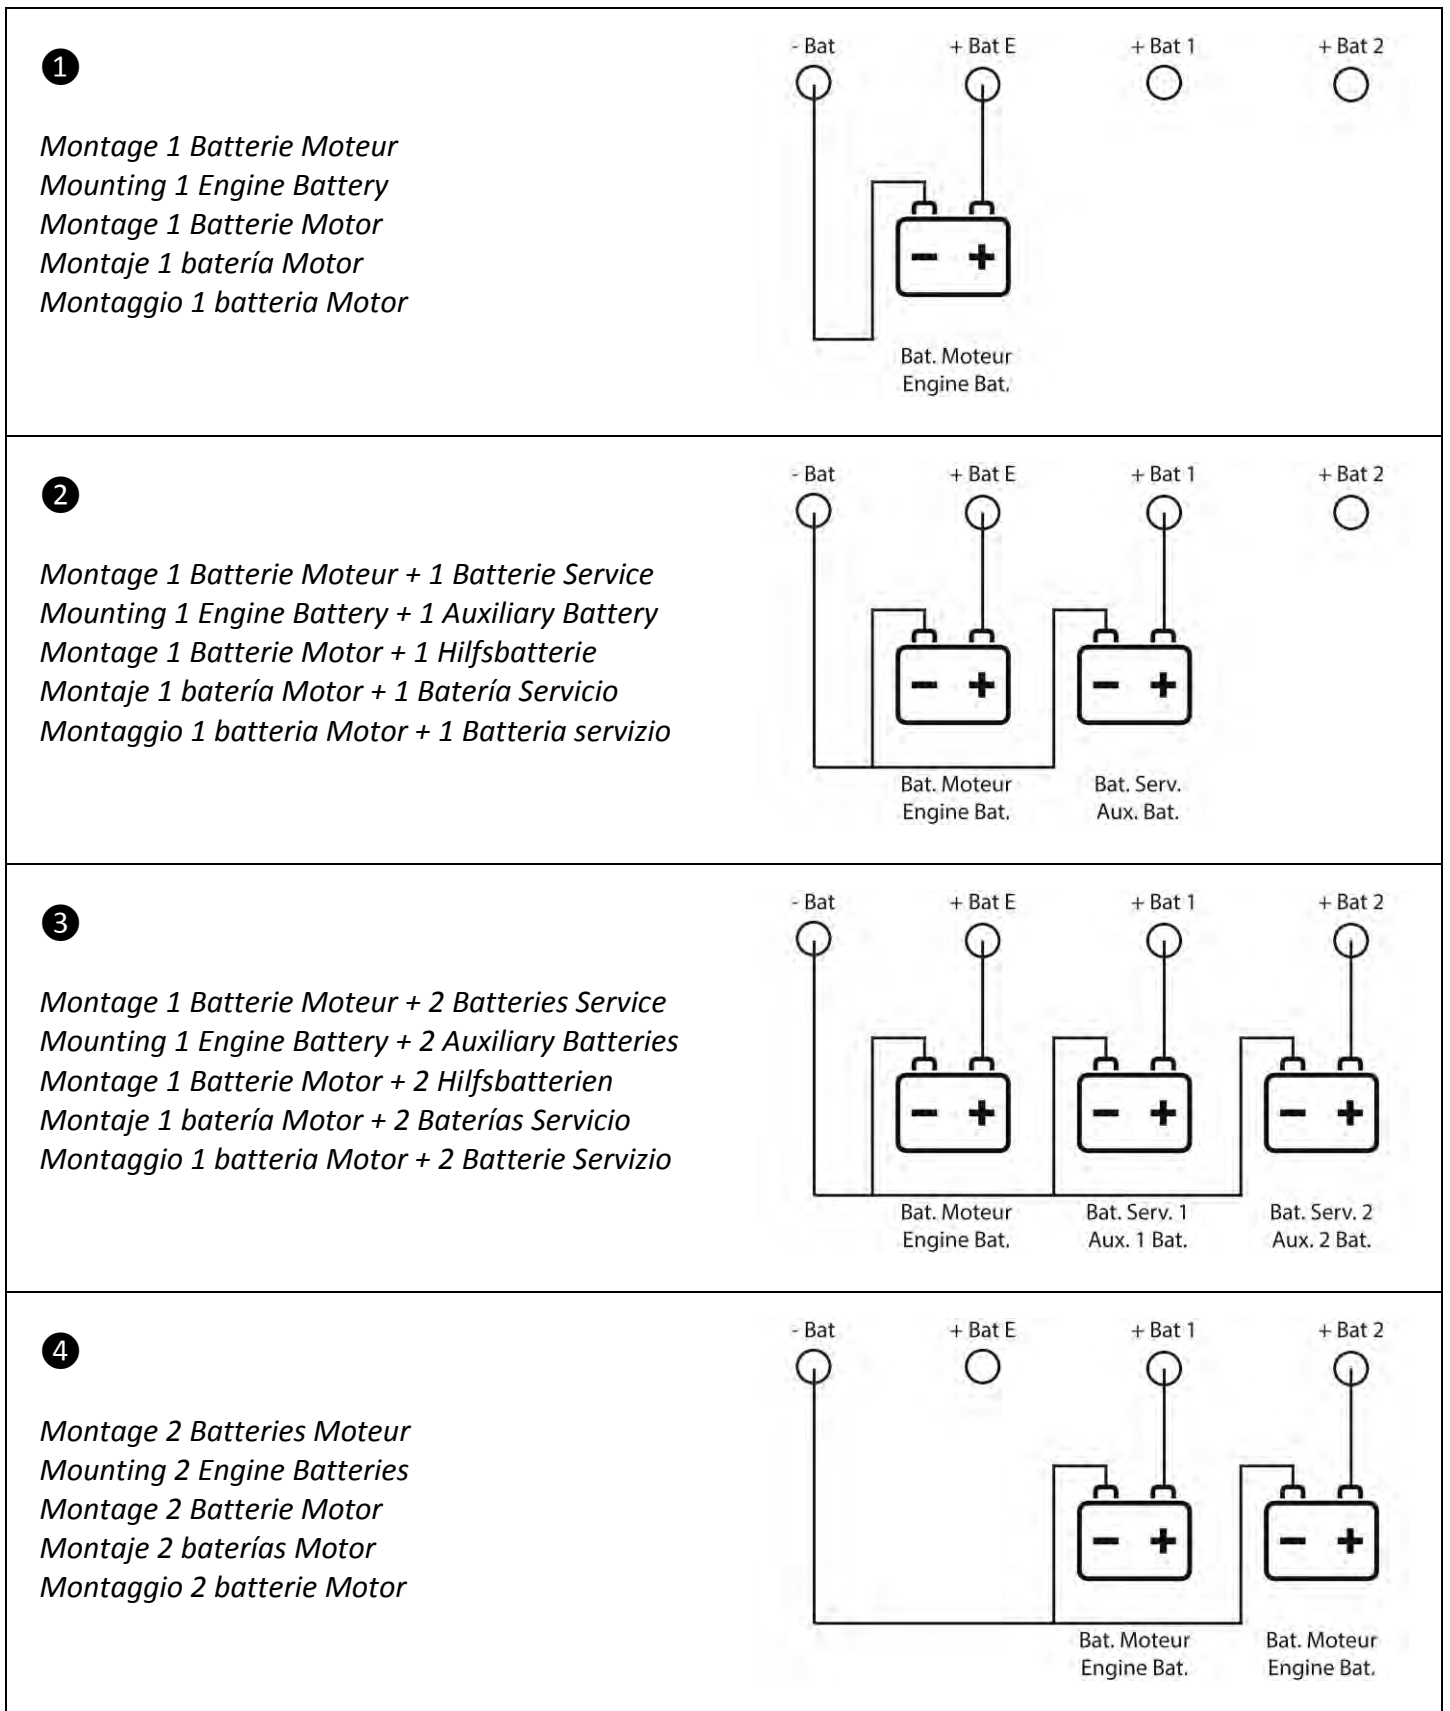 ❶
Montage 1 Batterie Moteur
Mounting 1 Engine Battery
Montage 1 Batterie Motor
Montaje 1 batería Motor
Montaggio 1 batteria Motor
- Bat + Bat E + Bat 1 + Bat 2
Bat. Moteur
Engine Bat.
❷
Montage 1 Batterie Moteur + 1 Batterie Service
Mounting 1 Engine Battery + 1 Auxiliary Battery
Montage 1 Batterie Motor + 1 Hilfsbatterie
Montaje 1 batería Motor + 1 Batería Servicio
Montaggio 1 batteria Motor + 1 Batteria servizio
- Bat + Bat E + Bat 1 + Bat 2
Bat. Moteur Bat. Serv.
Engine Bat. Aux. Bat.
❸
Montage 1 Batterie Moteur + 2 Batteries Service
Mounting 1 Engine Battery + 2 Auxiliary Batteries
Montage 1 Batterie Motor + 2 Hilfsbatterien
Montaje 1 batería Motor + 2 Baterías Servicio
Montaggio 1 batteria Motor + 2 Batterie Servizio
- Bat + Bat E + Bat 1 + Bat 2
Bat. Moteur Bat. Serv. 1 Bat. Serv. 2
Engine Bat. Aux. 1 Bat. Aux. 2 Bat.
❹
Montage 2 Batteries Moteur
Mounting 2 Engine Batteries
Montage 2 Batterie Motor
Montaje 2 baterías Motor
Montaggio 2 batterie Motor
- Bat + Bat E + Bat 1 + Bat 2
Bat. Moteur Bat. Moteur
Engine Bat. Engine Bat.